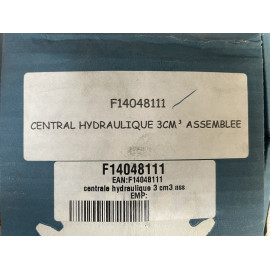 F14048111
CENTRAL HYDRAULIQUE 3CM³ ASSEMBLEE
F14048111
EAN:F14048111
centrale hydraulique 3 cm3 ass
EMP: